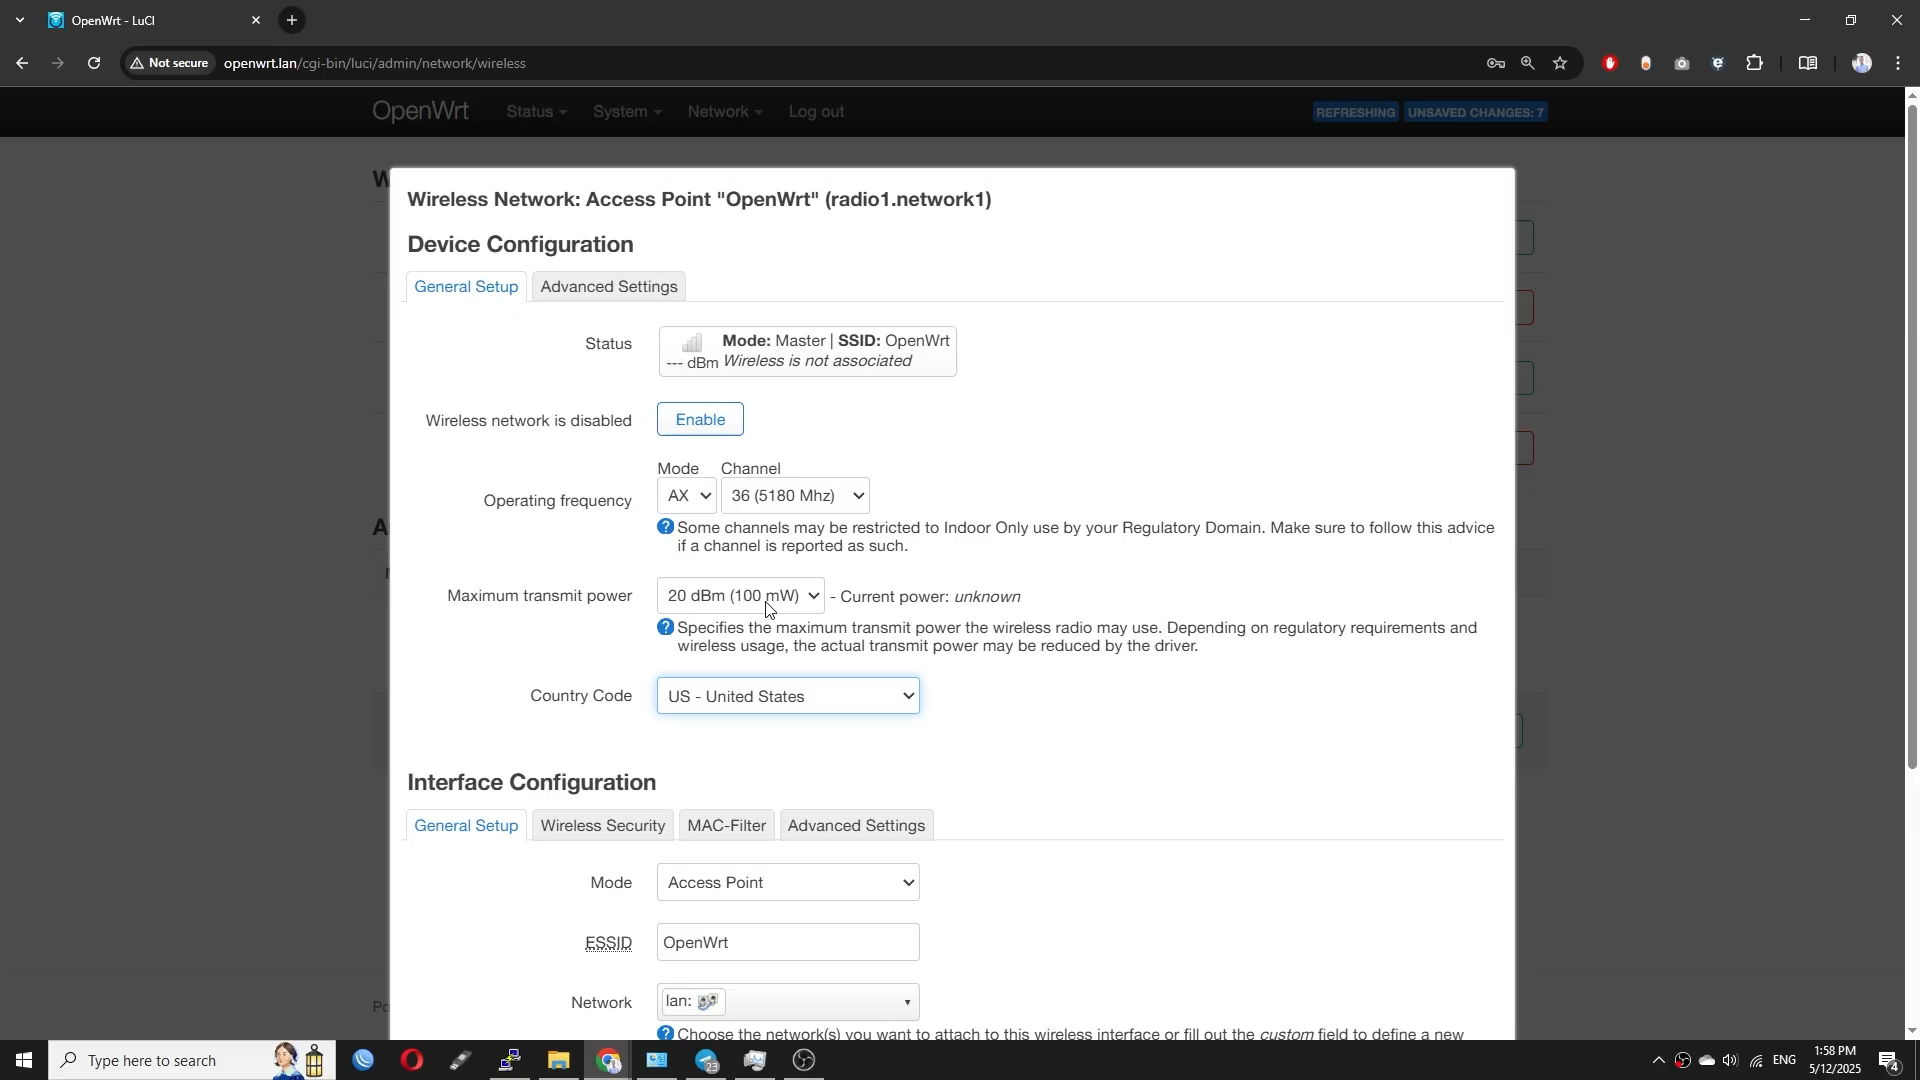 OpenWrt - LuCI
Not secure
openwrt.lan/cgi-bin/luci/admin/network/wireless
OpenWrt
Status
System
Network
Log out
REFRESHING
UNSAVED CHANGES: 7
Wireless Network: Access Point "OpenWrt" (radio1.network1)
Device Configuration
General Setup
Advanced Settings
Status
Mode: Master | SSID: OpenWrt
--- dBm Wireless is not associated
Wireless network is disabled
Enable
Mode
Channel
Operating frequency
AX
36 (5180 Mhz)
Some channels may be restricted to Indoor Only use by your Regulatory Domain. Make sure to follow this advice
if a channel is reported as such.
Maximum transmit power
20 dBm (100 mW)
- Current power: unknown
Specifies the maximum transmit power the wireless radio may use. Depending on regulatory requirements and
wireless usage, the actual transmit power may be reduced by the driver.
Country Code
US - United States
Interface Configuration
General Setup
Wireless Security
MAC-Filter
Advanced Settings
Mode
Access Point
ESSID
OpenWrt
Network
lan:
Choose the network(s) you want to attach to this wireless interface or fill out the custom field to define a new
Type here to search
23
ENG
1:58 PM
5/12/2025
4